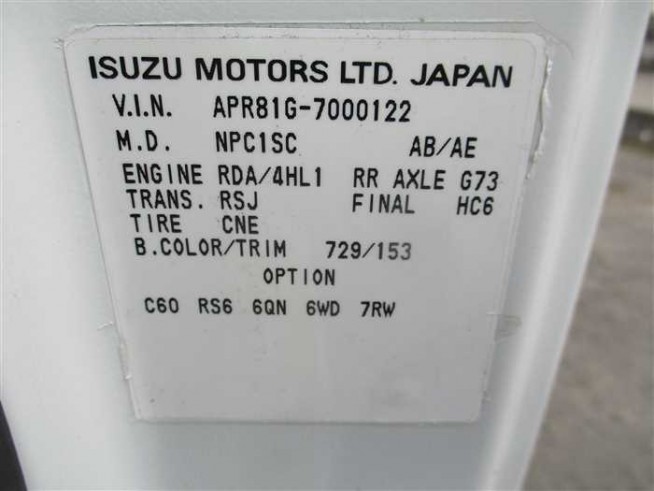 ISUZU MOTORS LTD. JAPAN
V.I.N. APR81G-7000122
M.D. NPC1SC AB/AE
ENGINE RDA/4HL1 RR AXLE G73
TRANS. RSJ FINAL HC6
TIRE CNE
B.COLOR/TRIM 729/153
OPTION
C60 RS6 6QN 6WD 7RW